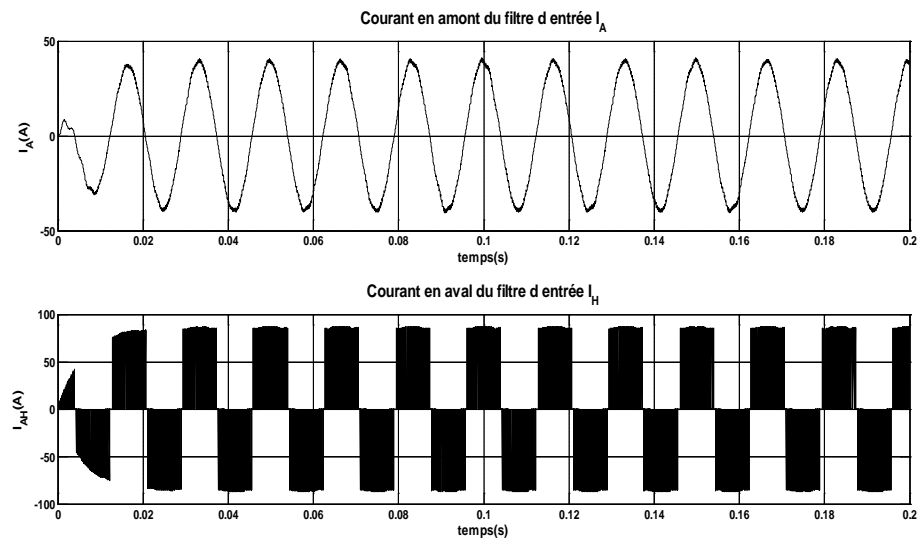 Courant en amont du filtre d entrée I_A
50
0
-50
I_A(A)
0 0.02 0.04 0.06 0.08 0.1 0.12 0.14 0.16 0.18 0.2
temps(s)
Courant en aval du filtre d entrée I_H
100
50
0
-50
-100
I_AH(A)
0 0.02 0.04 0.06 0.08 0.1 0.12 0.14 0.16 0.18 0.2
temps(s)